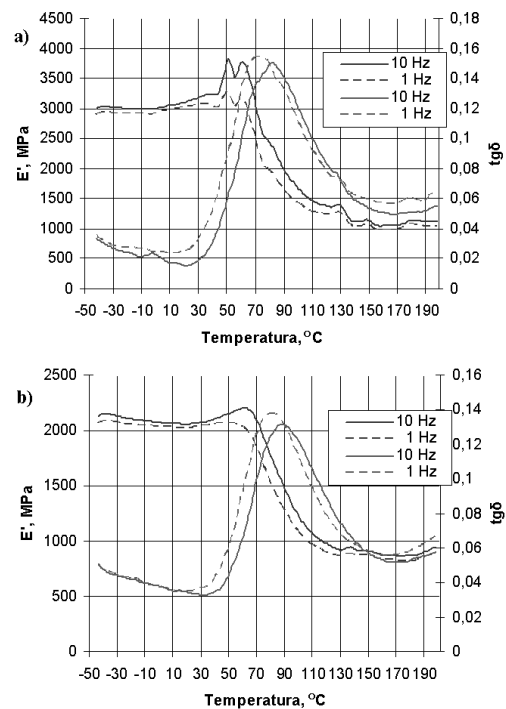 a)
4500
4000
3500
3000
2500
2000
1500
1000
500
0
E', MPa
0,18
0,16
0,14
0,12
0,1
0,08
0,06
0,04
0,02
0
tgδ
10 Hz
1 Hz
10 Hz
1 Hz
-50 -30 -10 10 30 50 70 90 110 130 150 170 190
Temperatura, °C
b)
2500
2000
1500
1000
500
0
E', MPa
0,16
0,14
0,12
0,1
0,08
0,06
0,04
0,02
0
tgδ
10 Hz
1 Hz
10 Hz
1 Hz
-50 -30 -10 10 30 50 70 90 110 130 150 170 190
Temperatura, °C